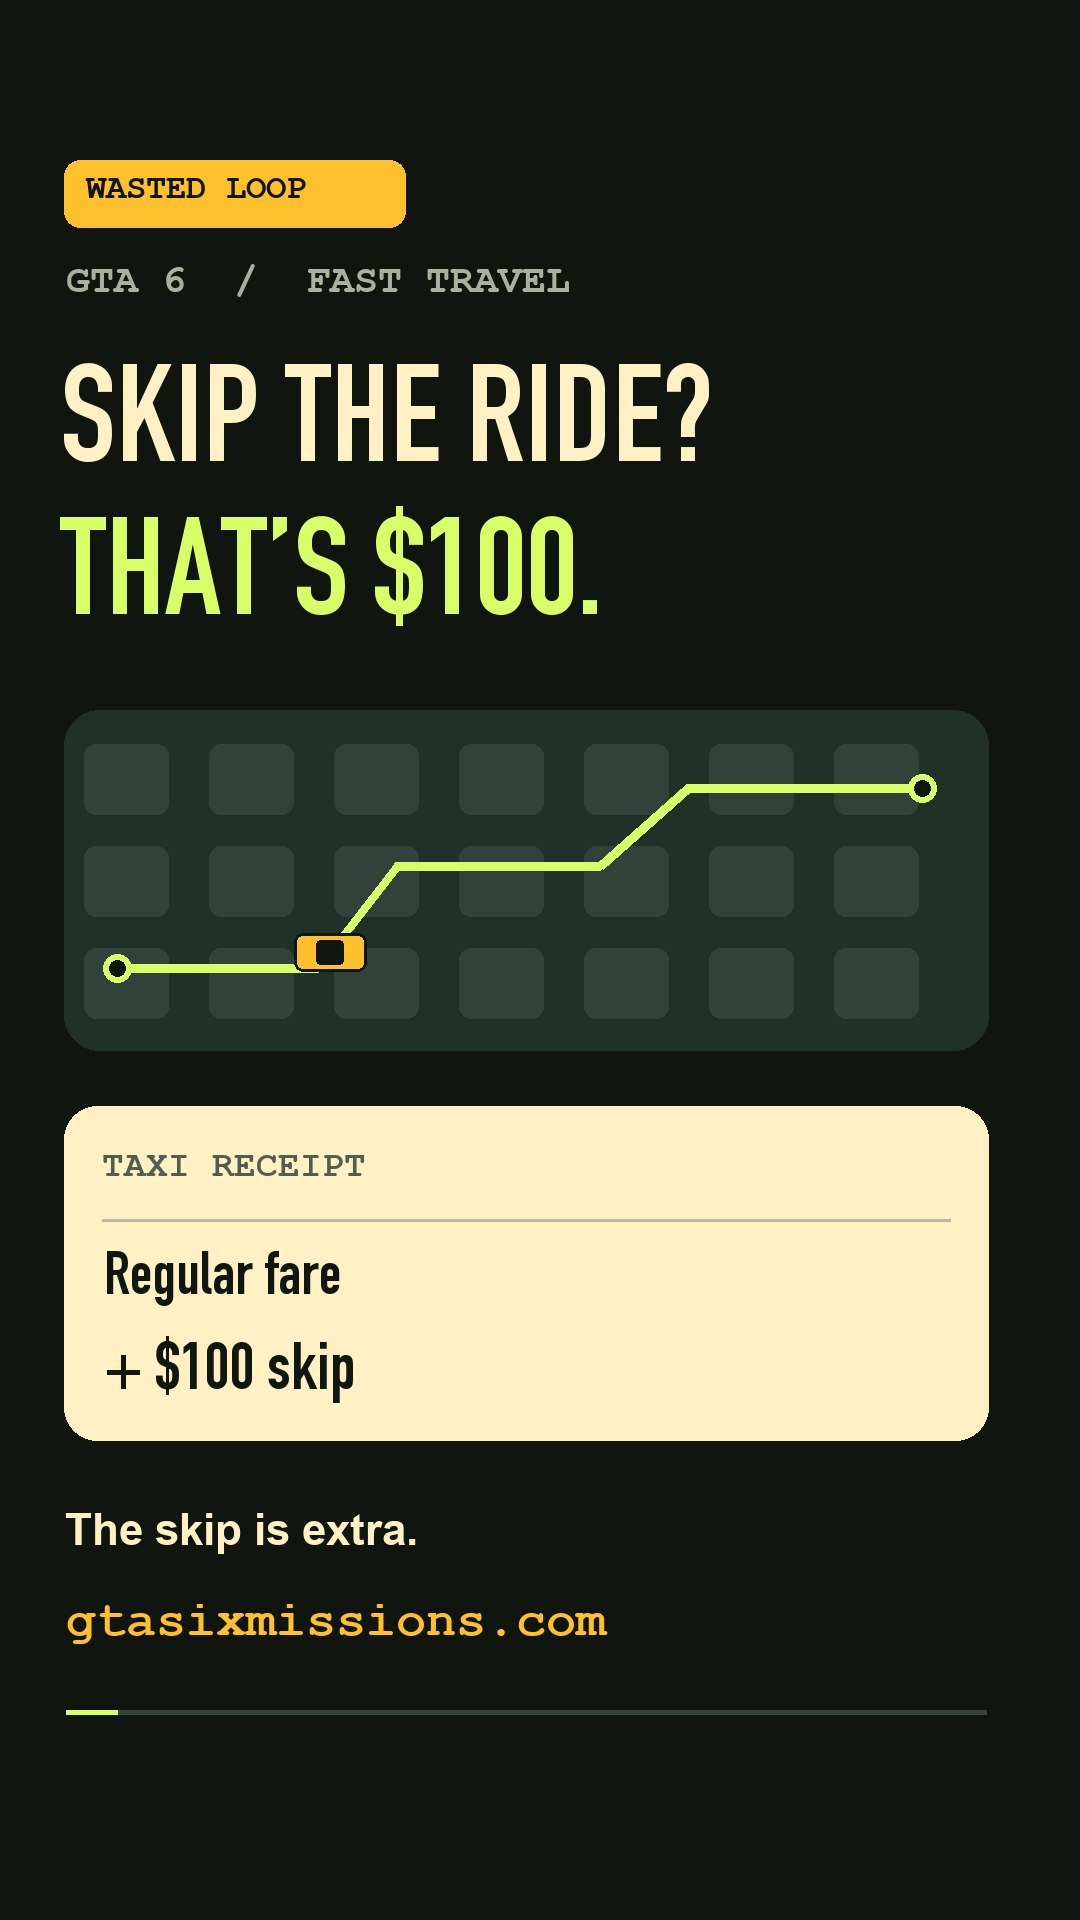 WASTED LOOP
GTA 6 / FAST TRAVEL
SKIP THE RIDE?
THAT’S $100.
TAXI RECEIPT
Regular fare
+ $100 skip
The skip is extra.
gtasixmissions.com